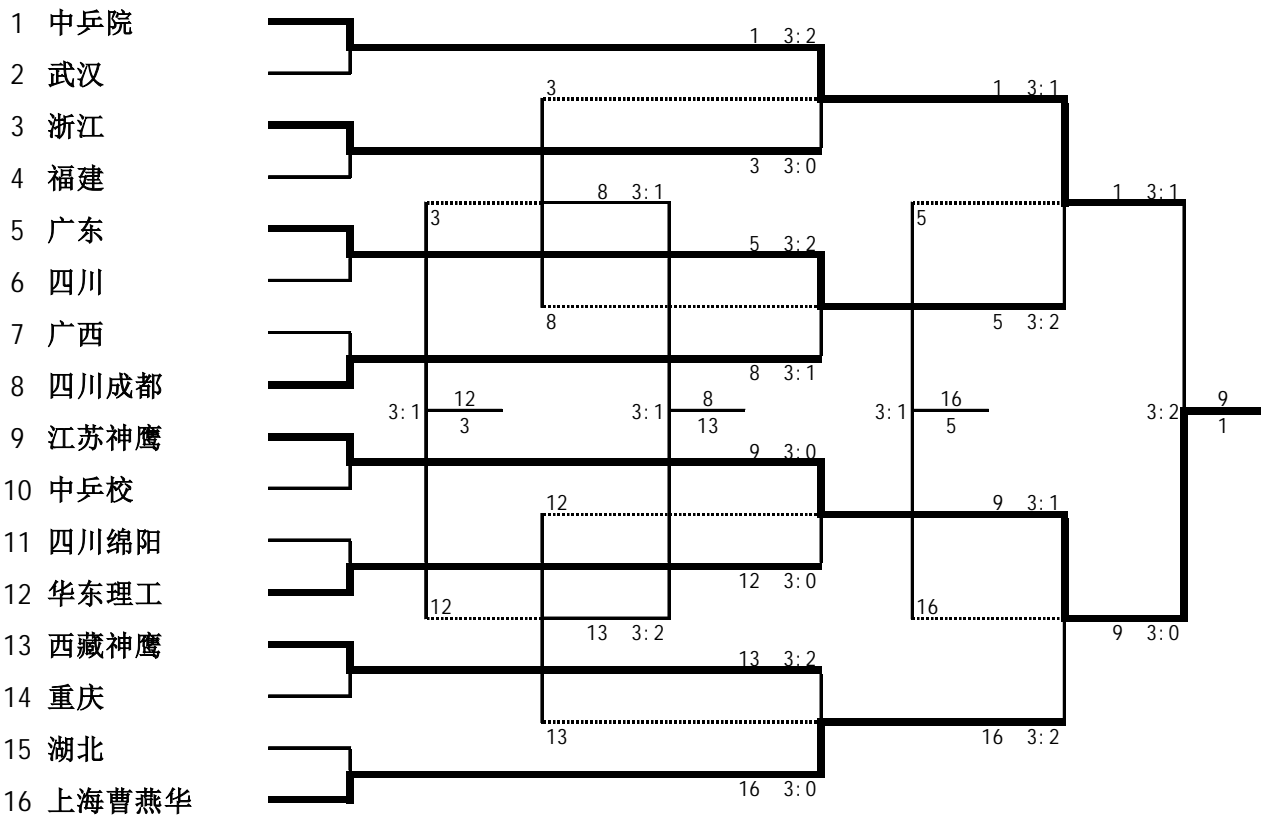 1 中乒院
1 3:2
2 武汉
3
1 3:1
3 浙江
3 3:0
4 福建
8 3:1
1 3:1
3
5
5 广东
5 3:2
6 四川
8
5 3:2
7 广西
8 3:1
8 四川成都
3:1 12
3
3:1 8
13
3:1 16
5
3:2 9
1
9 江苏神鹰
9 3:0
10 中乒校
12
9 3:1
11 四川绵阳
12 3:0
12 华东理工
12
13 3:2
16
9 3:0
13 西藏神鹰
13 3:2
14 重庆
13
16 3:2
15 湖北
16 3:0
16 上海曹燕华